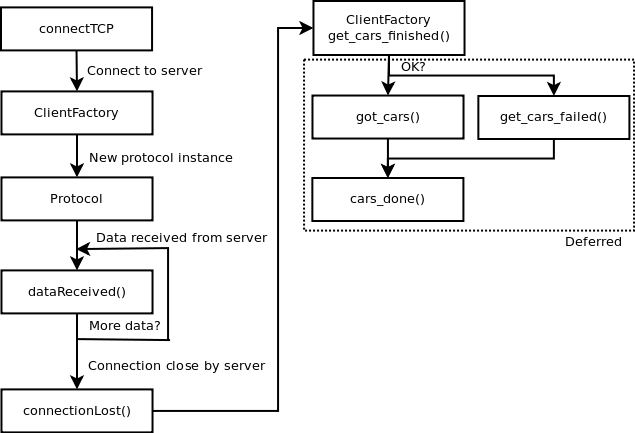 connectTCP
Connect to server
ClientFactory
New protocol instance
Protocol
Data received from server
dataReceived()
More data?
Connection close by server
connectionLost()
ClientFactory
get_cars_finished()
OK?
got_cars()
get_cars_failed()
cars_done()
Deferred